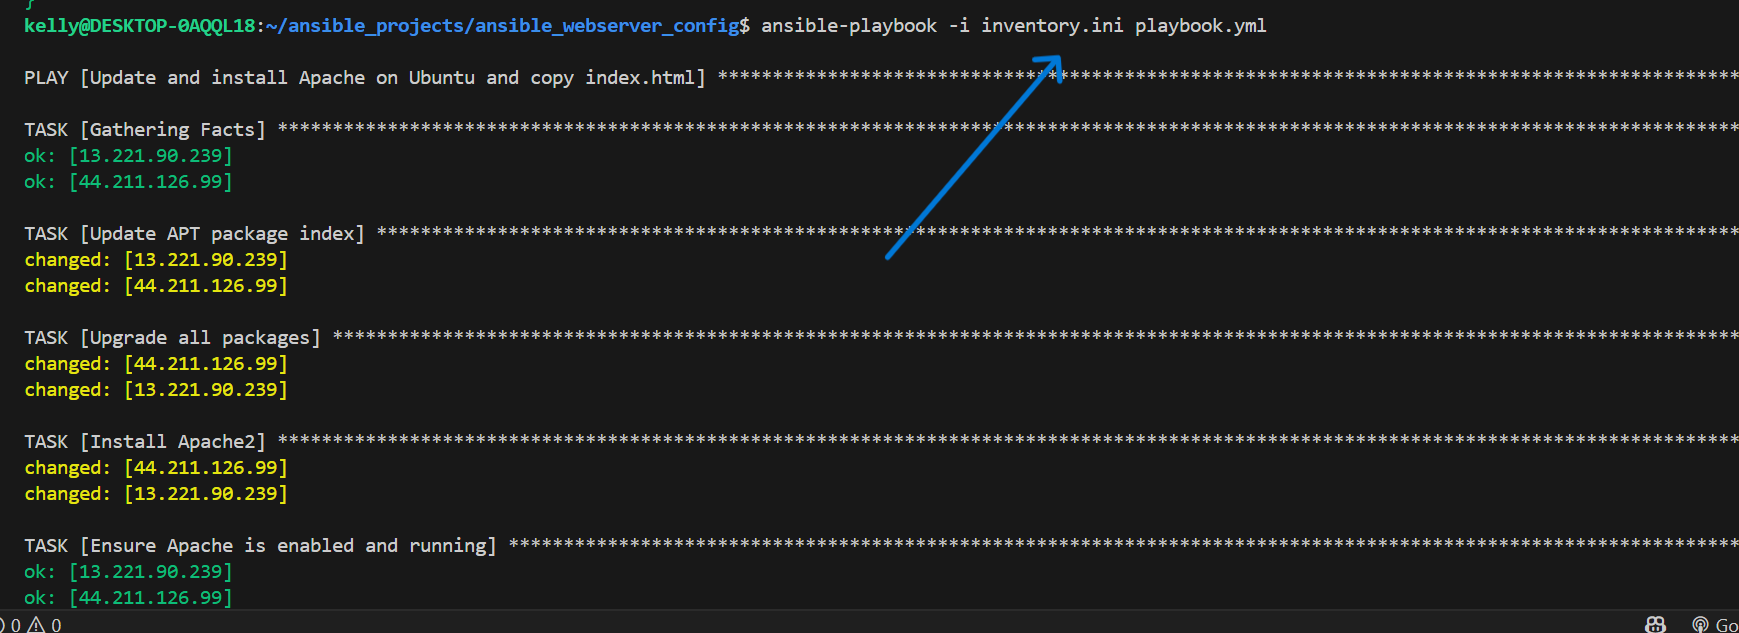 }
kelly@DESKTOP-0AQQL18:~/ansible_projects/ansible_webserver_config$ ansible-playbook -i inventory.ini playbook.yml
PLAY [Update and install Apache on Ubuntu and copy index.html] *********************************************************************************************
TASK [Gathering Facts] *************************************************************************************************************************************
ok: [13.221.90.239]
ok: [44.211.126.99]
TASK [Update APT package index] ****************************************************************************************************************************
changed: [13.221.90.239]
changed: [44.211.126.99]
TASK [Upgrade all packages] ********************************************************************************************************************************
changed: [44.211.126.99]
changed: [13.221.90.239]
TASK [Install Apache2] *************************************************************************************************************************************
changed: [44.211.126.99]
changed: [13.221.90.239]
TASK [Ensure Apache is enabled and running] ****************************************************************************************************************
ok: [13.221.90.239]
ok: [44.211.126.99]
0 0 Go